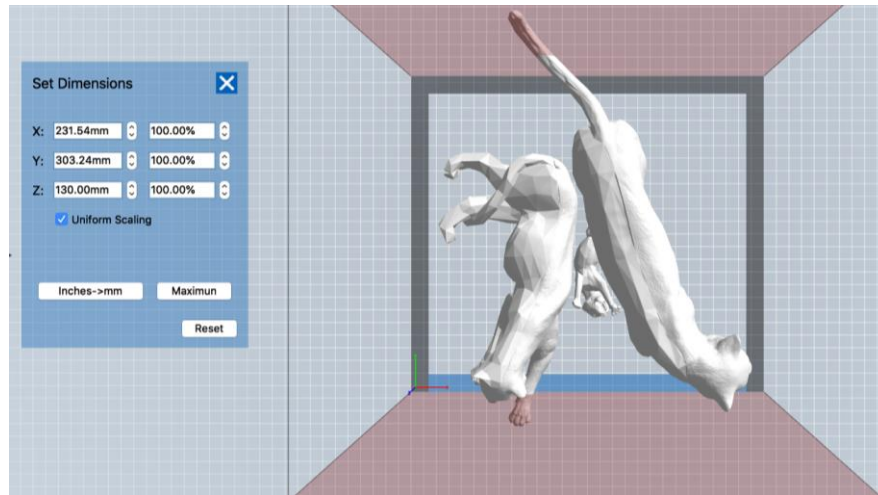 Set Dimensions
X: 231.54mm 100.00%
Y: 303.24mm 100.00%
Z: 130.00mm 100.00%
Uniform Scaling
Inches->mm Maximun
Reset